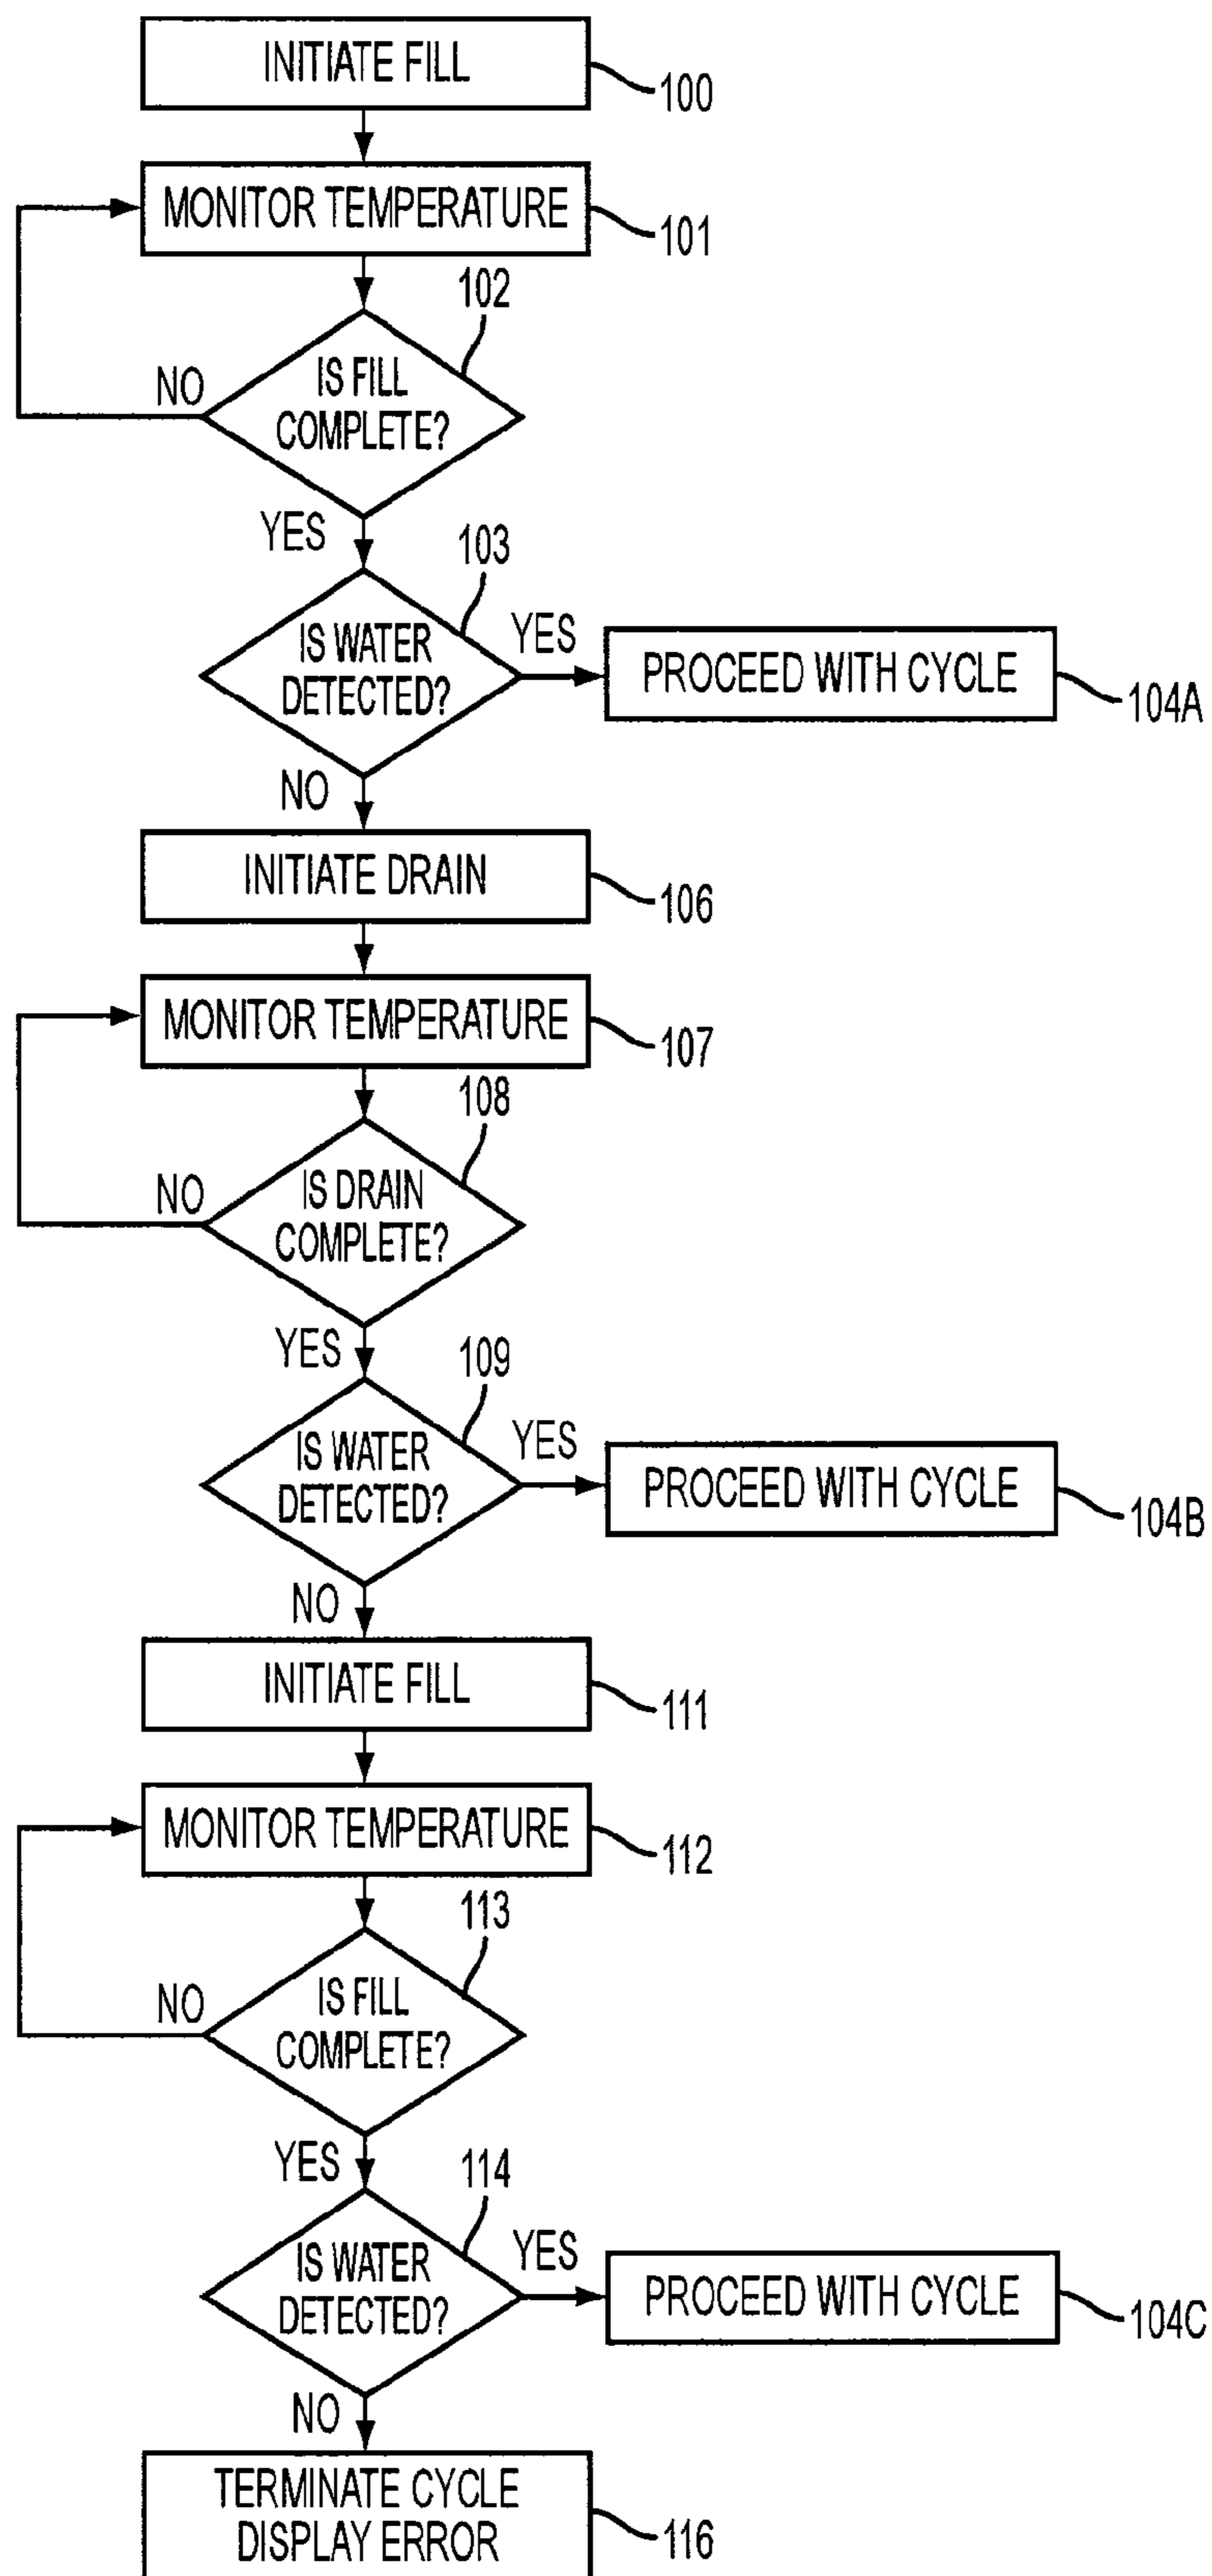 INITIATE FILL
100
MONITOR TEMPERATURE
101
102
IS FILL
COMPLETE?
NO
YES
103
IS WATER
DETECTED?
YES
PROCEED WITH CYCLE
104A
NO
INITIATE DRAIN
106
MONITOR TEMPERATURE
107
108
IS DRAIN
COMPLETE?
NO
YES
109
IS WATER
DETECTED?
YES
PROCEED WITH CYCLE
104B
NO
INITIATE FILL
111
MONITOR TEMPERATURE
112
113
IS FILL
COMPLETE?
NO
YES
114
IS WATER
DETECTED?
YES
PROCEED WITH CYCLE
104C
NO
TERMINATE CYCLE
DISPLAY ERROR
116